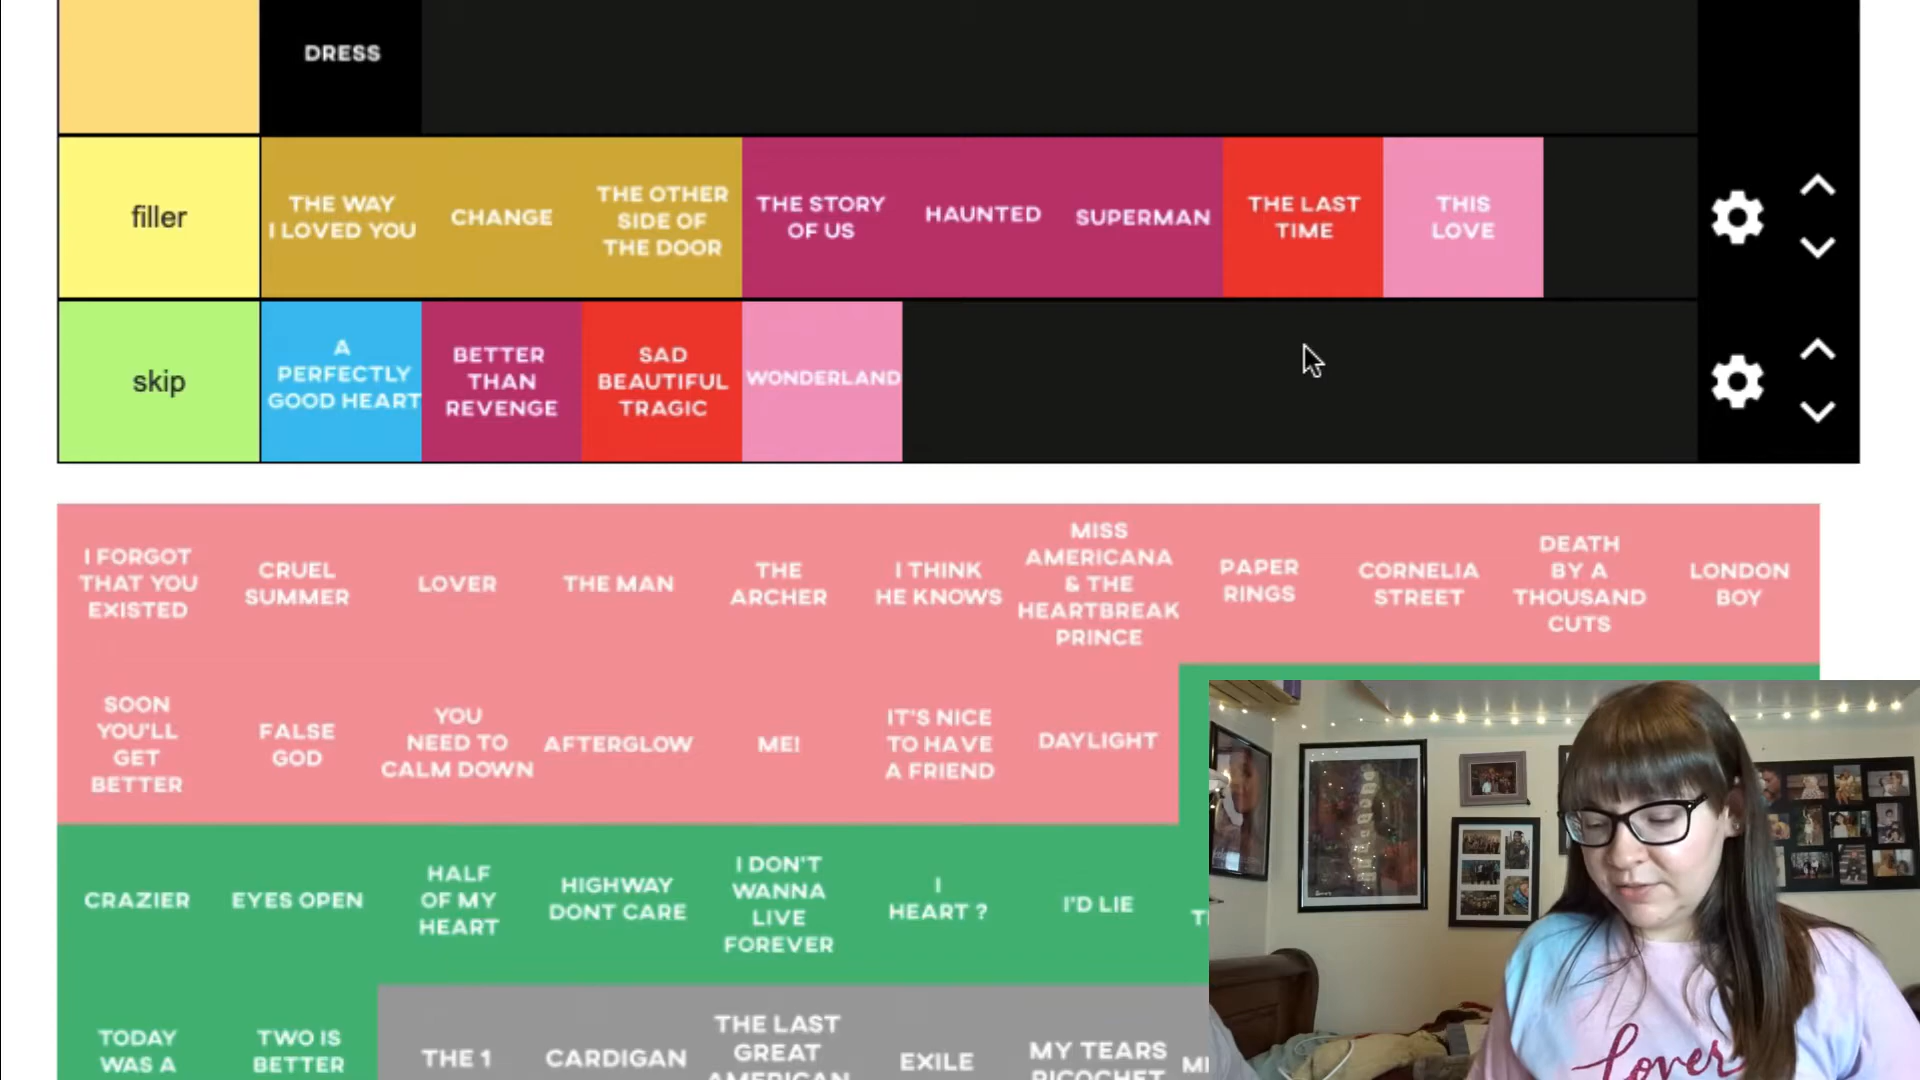 DRESS
filler
THE WAY
I LOVED YOU
CHANGE
THE OTHER
SIDE OF
THE DOOR
THE STORY
OF US
HAUNTED
SUPERMAN
THE LAST
TIME
THIS
LOVE
skip
A
PERFECTLY
GOOD HEART
BETTER
THAN
REVENGE
SAD
BEAUTIFUL
TRAGIC
WONDERLAND
I FORGOT
THAT YOU
EXISTED
CRUEL
SUMMER
LOVER
THE MAN
THE
ARCHER
I THINK
HE KNOWS
MISS
AMERICANA
& THE
HEARTBREAK
PRINCE
PAPER
RINGS
CORNELIA
STREET
DEATH
BY A
THOUSAND
CUTS
LONDON
BOY
SOON
YOU'LL
GET
BETTER
FALSE
GOD
YOU
NEED TO
CALM DOWN
AFTERGLOW
ME!
IT'S NICE
TO HAVE
A FRIEND
DAYLIGHT
CRAZIER
EYES OPEN
HALF
OF MY
HEART
HIGHWAY
DONT CARE
I DON'T
WANNA
LIVE
FOREVER
I
HEART ?
I'D LIE
TODAY
WAS A
TWO IS
BETTER
THE 1
CARDIGAN
THE LAST
GREAT
AMERICAN
EXILE
MY TEARS
RICOCHET
Lover